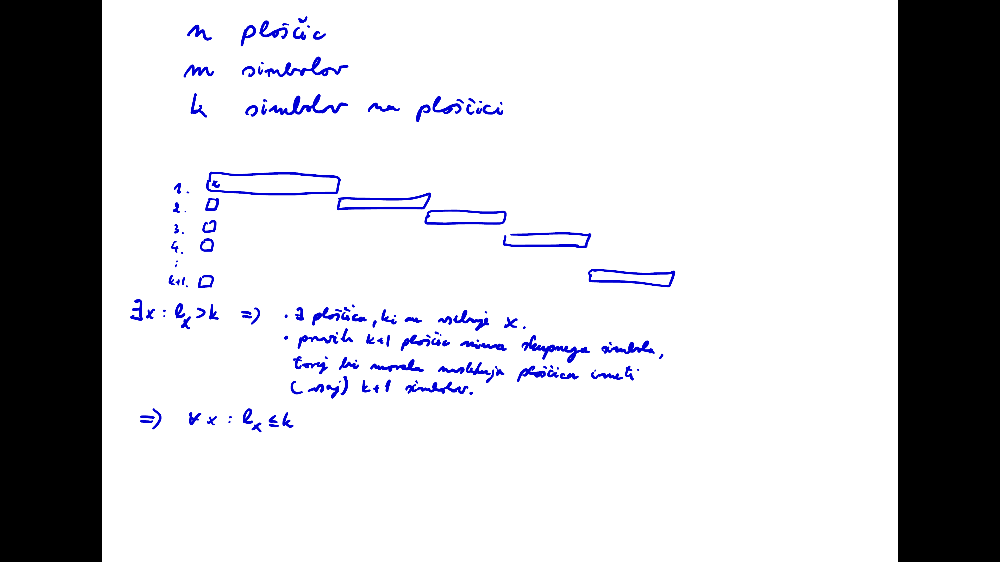 n ploščic
m simbolov
k simbolov na ploščici
1. x
2.
3.
4.
:
k+1.
∃x : l_x > k ⇒ · ∃ ploščica, ki ne vsebuje x.
· prvih k+1 ploščic nima skupnega simbola,
torej bi morala naslednja ploščica imeti
(vsaj) k+1 simbolov.
⇒ ∀ x : l_x ≤ k